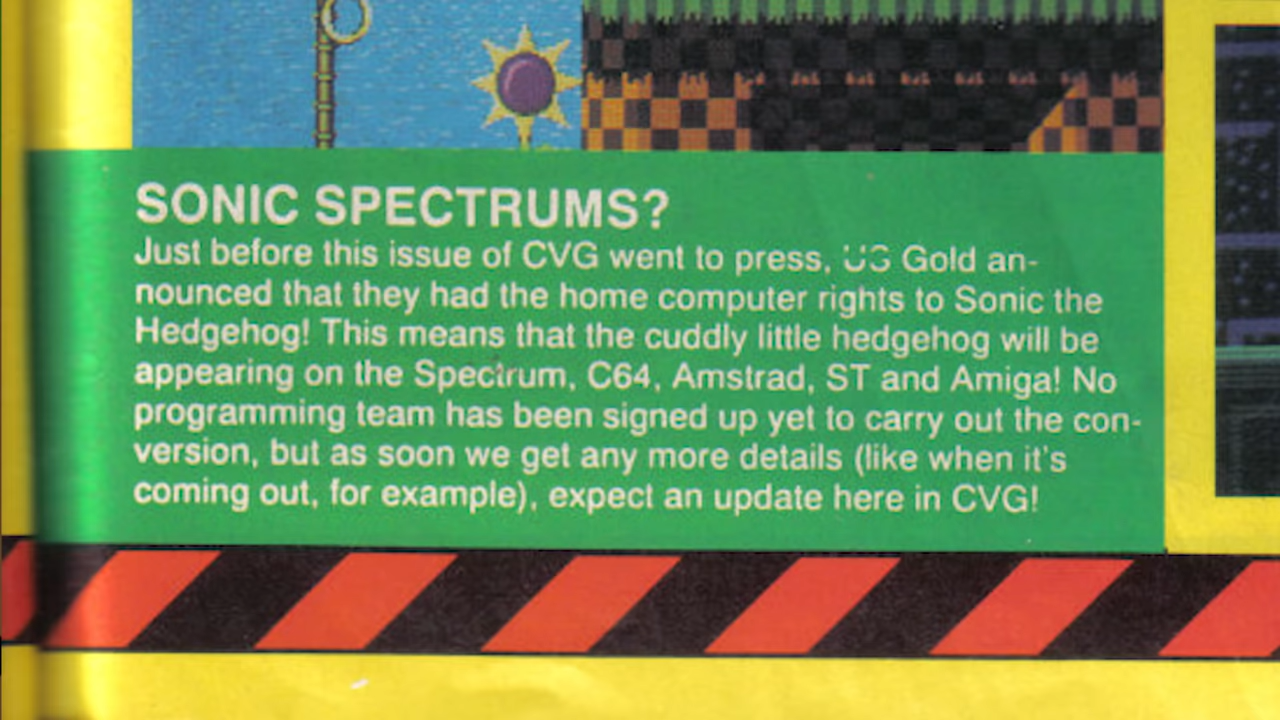 SONIC SPECTRUMS?
Just before this issue of CVG went to press, US Gold an-
nounced that they had the home computer rights to Sonic the
Hedgehog! This means that the cuddly little hedgehog will be
appearing on the Spectrum, C64, Amstrad, ST and Amiga! No
programming team has been signed up yet to carry out the con-
version, but as soon we get any more details (like when it's
coming out, for example), expect an update here in CVG!